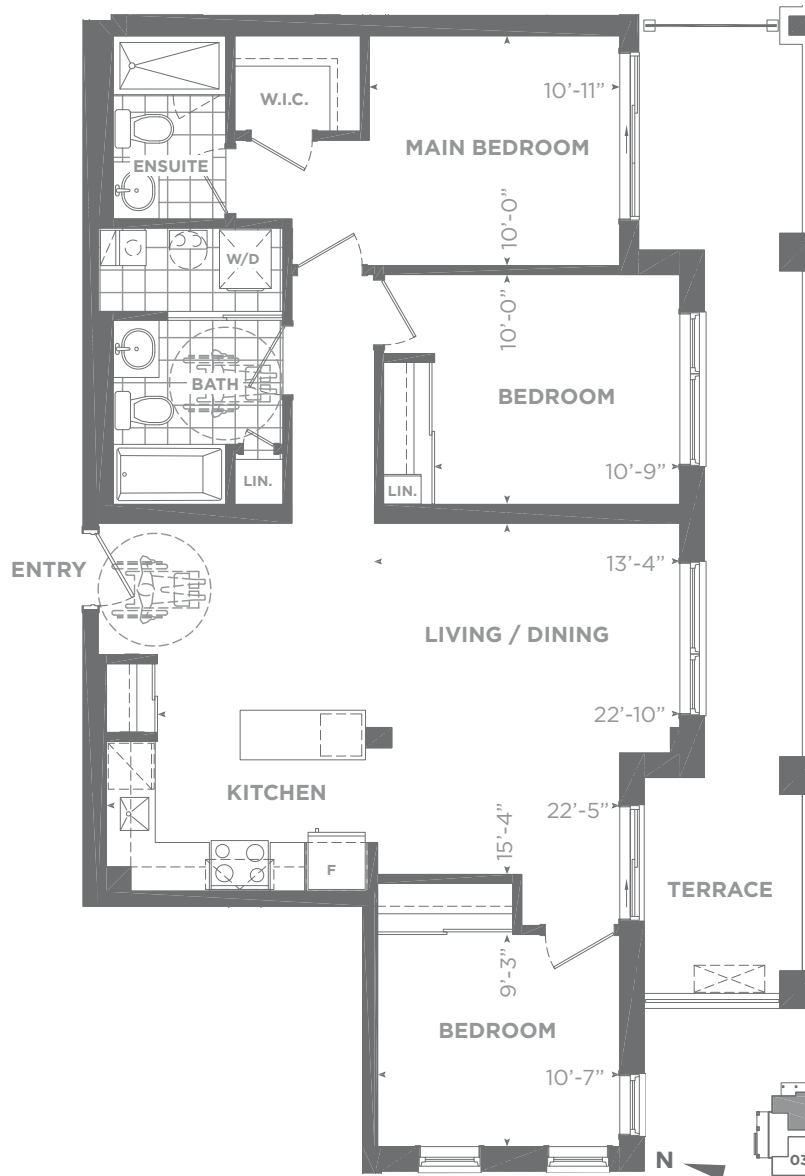 W.I.C.
10'-11”
MAIN BEDROOM
ENSUITE
10'-0”
W/D
10'-0”
BATH
BEDROOM
10'-9”
LIN.
LIN.
ENTRY
13'-4”
LIVING / DINING
22'-10”
KITCHEN
22'-5”
15'-4”
F
TERRACE
9'-3”
BEDROOM
10'-7”
N
03